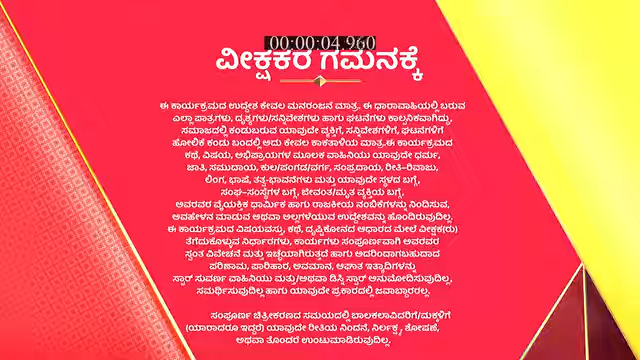 00:00:04.960
ವೀಕ್ಷಕರ ಗಮನಕ್ಕೆ
ಈ ಕಾರ್ಯಕ್ರಮದ ಉದ್ದೇಶ ಕೇವಲ ಮನರಂಜನೆ ಮಾತ್ರ. ಈ ಧಾರಾವಾಹಿಯಲ್ಲಿ ಬರುವ
ಎಲ್ಲಾ ಪಾತ್ರಗಳು, ದೃಶ್ಯಗಳು/ಸನ್ನಿವೇಶಗಳು ಹಾಗು ಘಟನೆಗಳು ಕಾಲ್ಪನಿಕವಾಗಿದ್ದು,
ಸಮಾಜದಲ್ಲಿ ಕಂಡುಬರುವ ಯಾವುದೇ ವ್ಯಕ್ತಿಗೆ, ಸನ್ನಿವೇಶಗಳಿಗೆ, ಘಟನೆಗಳಿಗೆ
ಹೋಲಿಕೆ ಕಂಡು ಬಂದಲ್ಲಿ ಅದು ಕೇವಲ ಕಾಕತಾಳಿಯ ಮಾತ್ರ.ಈ ಕಾರ್ಯಕ್ರಮದ
ಕಥೆ, ವಿಷಯ, ಅಭಿಪ್ರಾಯಗಳ ಮೂಲಕ ವಾಹಿನಿಯು ಯಾವುದೇ ಧರ್ಮ,
ಜಾತಿ, ಸಮುದಾಯ, ಕುಲ/ಪಂಗಡ/ವರ್ಗ, ಸಂಪ್ರದಾಯ, ರೀತಿ-ರಿವಾಜು,
ಲಿಂಗ, ಭಾಷೆ, ತತ್ವ-ಭಾವನೆಗಳು ಮತ್ತು ಯಾವುದೇ ಸ್ಥಳದ ಬಗ್ಗೆ,
ಸಂಘ-ಸಂಸ್ಥೆಗಳ ಬಗ್ಗೆ, ಜೀವಂತ/ಮೃತ ವ್ಯಕ್ತಿಯ ಬಗ್ಗೆ,
ಅವರವರ ವೈಯಕ್ತಿಕ ಧಾರ್ಮಿಕ ಹಾಗು ರಾಜಕೀಯ ನಂಬಿಕೆಗಳನ್ನು ನಿಂದಿಸುವ,
ಅವಹೇಳನ ಮಾಡುವ ಅಥವಾ ಅಲ್ಲಗಳೆಯುವ ಉದ್ದೇಶವನ್ನು ಹೊಂದಿರುವುದಿಲ್ಲ.
ಈ ಕಾರ್ಯಕ್ರಮದ ವಿಷಯವಸ್ತು, ಕಥೆ, ದೃಷ್ಟಿಕೋನದ ಆಧಾರದ ಮೇಲೆ ವೀಕ್ಷಕ(ರು)
ತೆಗೆದುಕೊಳ್ಳುವ ನಿರ್ಧಾರಗಳು, ಕಾರ್ಯಗಳು ಸಂಪೂರ್ಣವಾಗಿ ಅವರವರ
ಸ್ವಂತ ವಿವೇಚನೆ ಮತ್ತು ಇಚ್ಛೆಯಾಗಿರುತ್ತದೆ ಹಾಗು ಅದರಿಂದಾಗಬಹುದಾದ
ಪರಿಣಾಮ, ಪಾರಿಹಾರ, ಅವಮಾನ, ಆಘಾತ ಇತ್ಯಾದಿಗಳನ್ನು
ಸ್ಟಾರ್ ಸುವರ್ಣ ವಾಹಿನಿಯು ಮತ್ತು/ಅಥವಾ ಡಿಸ್ನಿ ಸ್ಟಾರ್ ಅನುಮೋದಿಸುವುದಿಲ್ಲ,
ಸಮರ್ಥಿಸುವುದಿಲ್ಲ ಹಾಗು ಯಾವುದೇ ಪ್ರಕಾರದಲ್ಲಿ ಜವಾಬ್ದಾರರಲ್ಲ.
ಸಂಪೂರ್ಣ ಚಿತ್ರೀಕರಣದ ಸಮಯದಲ್ಲಿ ಬಾಲಕಲಾವಿದರಿಗೆ/ಮಕ್ಕಳಿಗೆ
(ಯಾರಾದರೂ ಇದ್ದರೆ) ಯಾವುದೇ ರೀತಿಯ ನಿಂದನೆ, ನಿರ್ಲಕ್ಷ್ಯ, ಶೋಷಣೆ,
ಅಥವಾ ತೊಂದರೆ ಉಂಟುಮಾಡಿರುವುದಿಲ್ಲ.